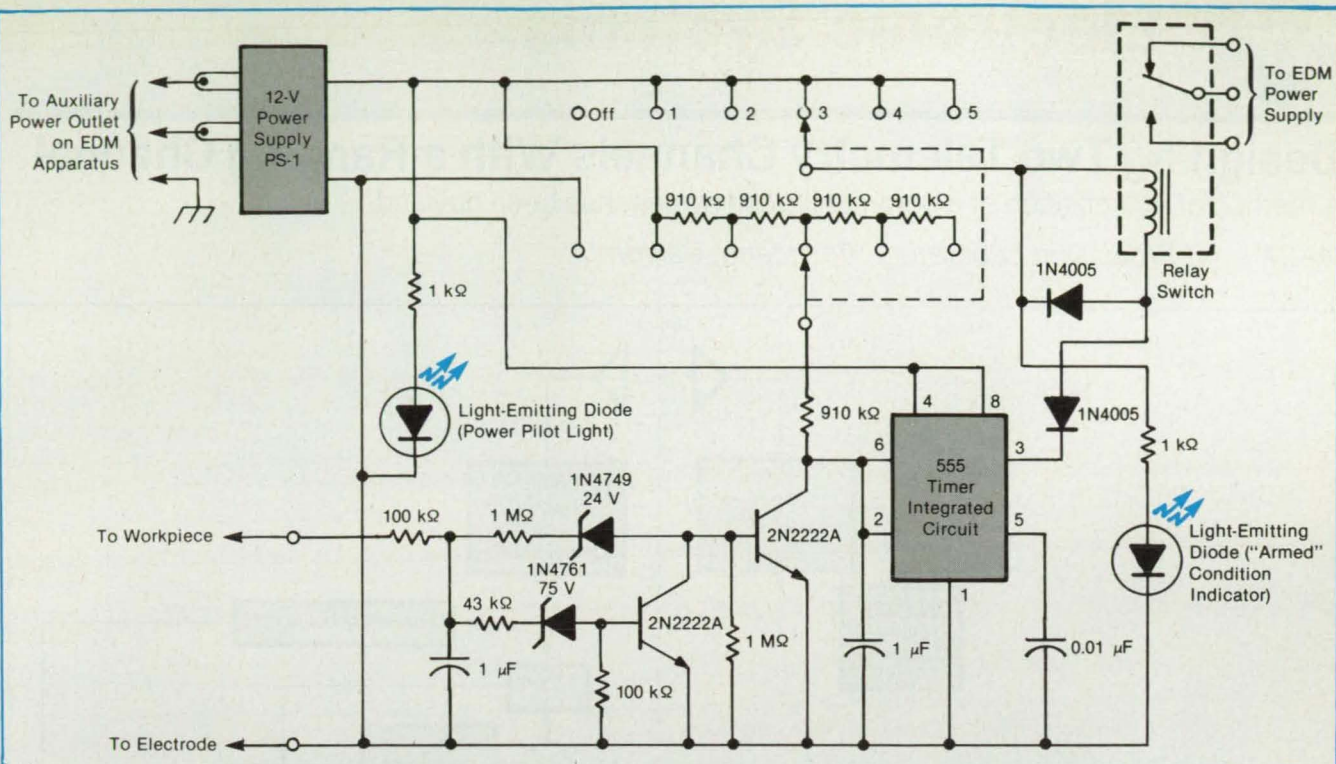 To Auxiliary
Power Outlet
on EDM
Apparatus
12-V
Power
Supply
PS-1
Off
1
2
3
4
5
To EDM
Power
Supply
910 kΩ
910 kΩ
910 kΩ
910 kΩ
Relay
Switch
1N4005
1 kΩ
Light-Emitting Diode
(Power Pilot Light)
910 kΩ
4
8
1N4005
6
3
1 kΩ
555
Timer
Integrated
Circuit
2
5
1
1N4749
24 V
To Workpiece
100 kΩ
1 MΩ
2N2222A
1N4761
75 V
43 kΩ
2N2222A
1 MΩ
1 μF
100 kΩ
1 μF
0.01 μF
Light-Emitting
Diode ("Armed"
Condition
Indicator)
To Electrode